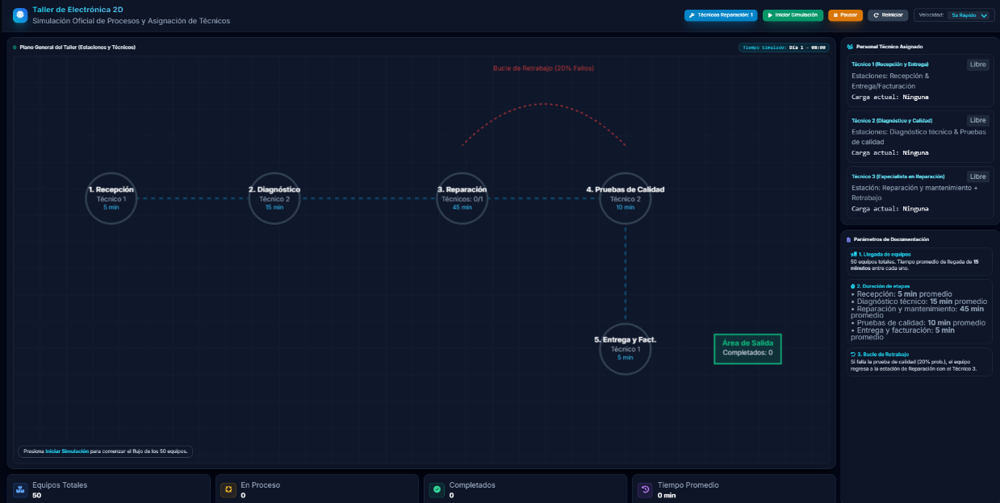 Taller de Electrónica 2D
Simulación Oficial de Procesos y Asignación de Técnicos
Técnicos Reparación: 1
Iniciar Simulación
Pausar
Reiniciar
Velocidad: 5x Rápido
Plano General del Taller (Estaciones y Técnicos)
Tiempo Simulado: Día 1 - 08:00
Bucle de Retrabajo (20% Fallos)
1. Recepción
Técnico 1
5 min
2. Diagnóstico
Técnico 2
15 min
3. Reparación
Técnicos: 0/1
45 min
4. Pruebas de Calidad
Técnico 2
10 min
5. Entrega y Fact.
Técnico 1
5 min
Área de Salida
Completados: 0
Presiona Iniciar Simulación para comenzar el flujo de los 50 equipos.
Personal Técnico Asignado
Técnico 1 (Recepción y Entrega)
Libre
Estaciones: Recepción &
Entrega/Facturación
Carga actual: Ninguna
Técnico 2 (Diagnóstico y Calidad)
Libre
Estaciones: Diagnóstico técnico & Pruebas
de calidad
Carga actual: Ninguna
Técnico 3 (Especialista en Reparación)
Libre
Estación: Reparación y mantenimiento +
Retrabajo
Carga actual: Ninguna
Parámetros de Documentación
1. Llegada de equipos
50 equipos totales. Tiempo promedio de llegada de 15
minutos entre cada uno.
2. Duración de etapas
• Recepción: 5 min promedio
• Diagnóstico técnico: 15 min promedio
• Reparación y mantenimiento: 45 min
promedio
• Pruebas de calidad: 10 min promedio
• Entrega y facturación: 5 min
promedio
3. Bucle de Retrabajo
Si falla la prueba de calidad (20% prob.), el equipo
regresa a la estación de Reparación con el Técnico 3.
Equipos Totales
50
En Proceso
0
Completados
0
Tiempo Promedio
0 min